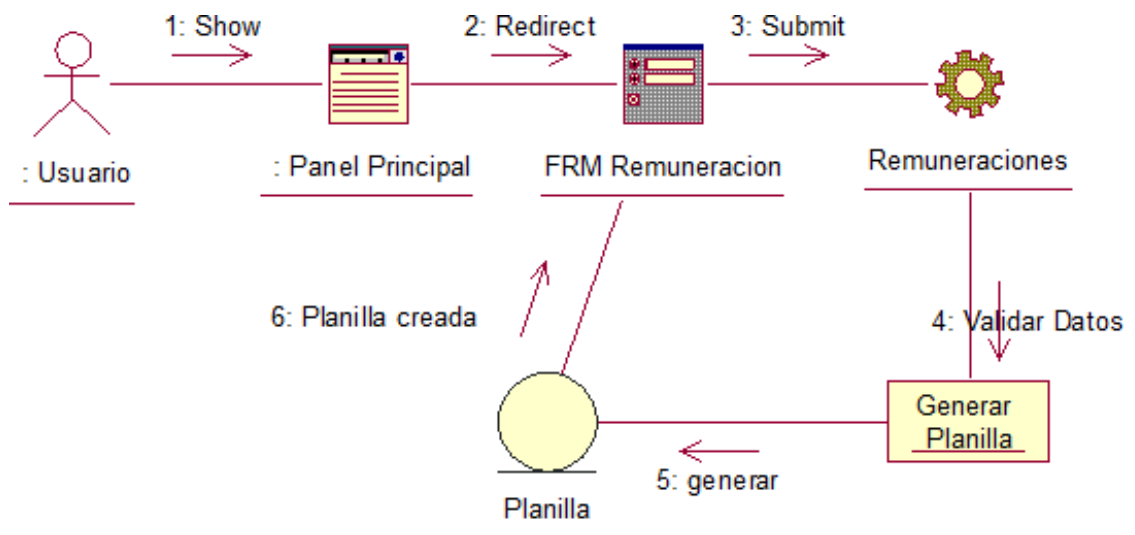 1: Show
2: Redirect
3: Submit
: Usuario
: Panel Principal
FRM Remuneracion
Remuneraciones
6: Planilla creada
4: Validar Datos
Generar
Planilla
5: generar
Planilla